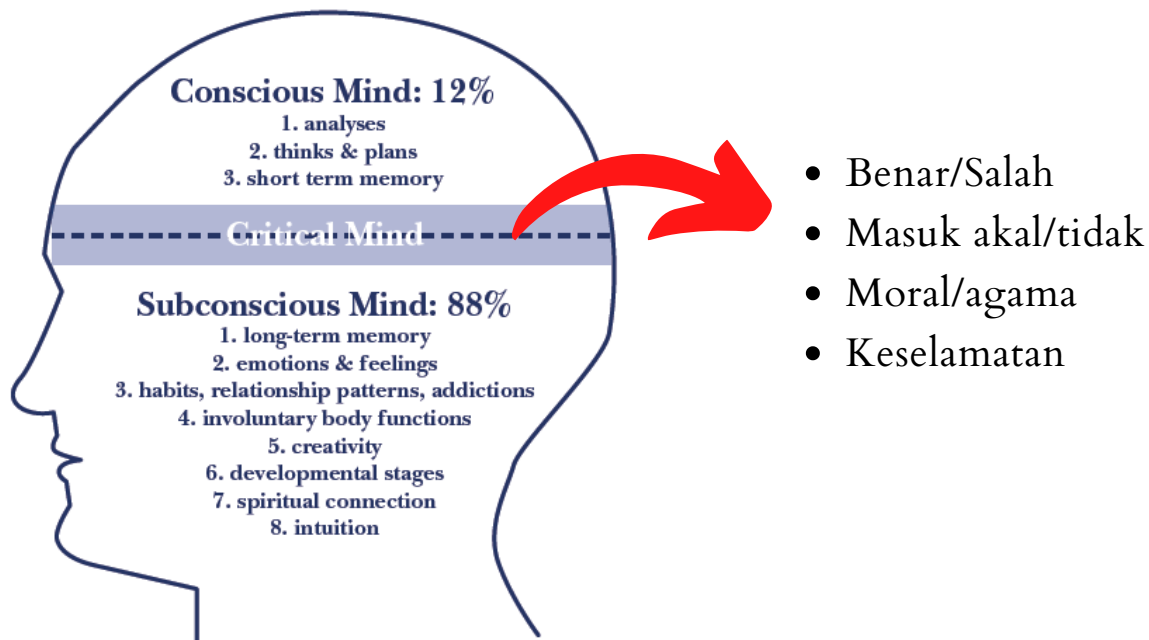 Conscious Mind: 12%
1. analyses
2. thinks & plans
3. short term memory
Critical Mind
Subconscious Mind: 88%
1. long-term memory
2. emotions & feelings
3. habits, relationship patterns, addictions
4. involuntary body functions
5. creativity
6. developmental stages
7. spiritual connection
8. intuition
• Benar/Salah
• Masuk akal/tidak
• Moral/agama
• Keselamatan